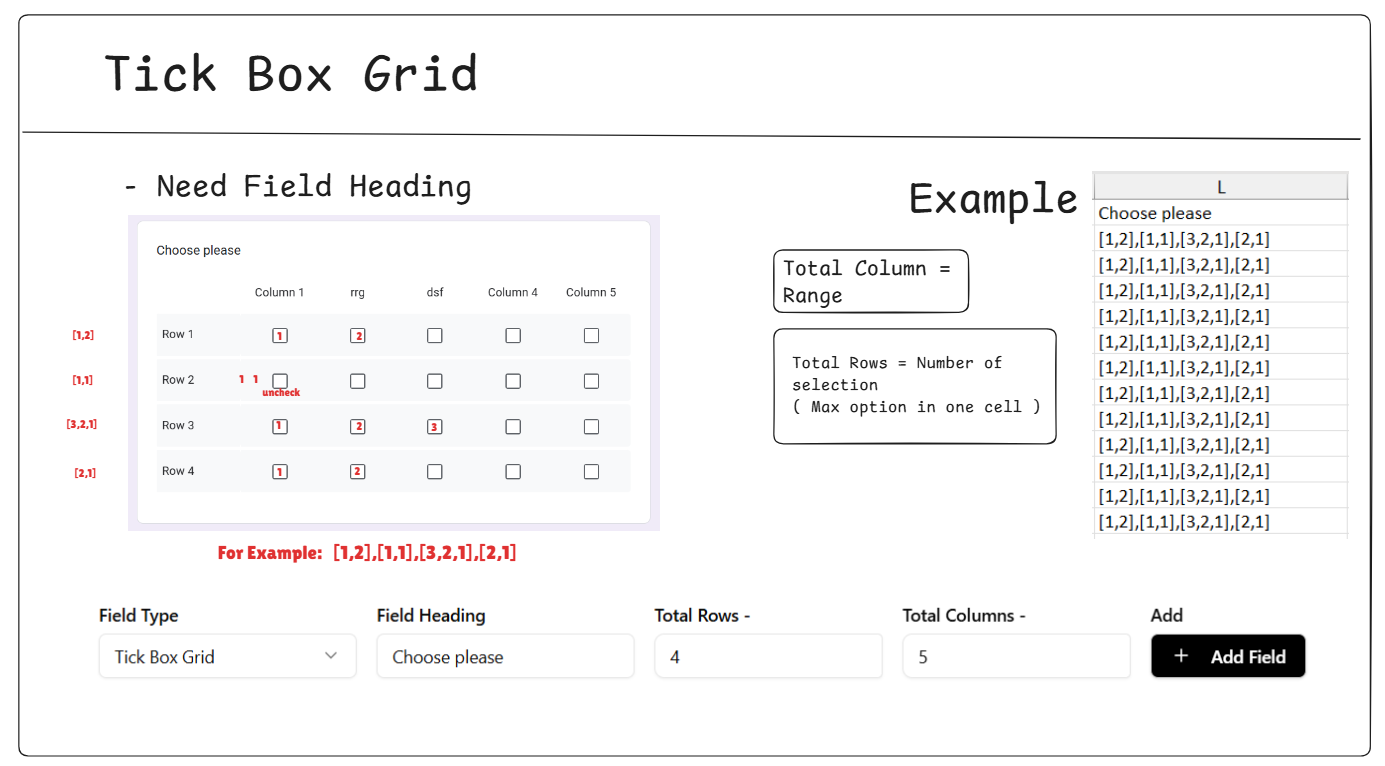 Tick Box Grid
- Need Field Heading
Choose please
Column 1 rrg dsf Column 4 Column 5
[1,2] Row 1 1 2
[1,1] Row 2 1 1
uncheck
[3,2,1] Row 3 1 2 3
[2,1] Row 4 1 2
For Example: [1,2],[1,1],[3,2,1],[2,1]
Example
Total Column =
Range
Total Rows = Number of
selection
( Max option in one cell )
L
Choose please
[1,2],[1,1],[3,2,1],[2,1]
[1,2],[1,1],[3,2,1],[2,1]
[1,2],[1,1],[3,2,1],[2,1]
[1,2],[1,1],[3,2,1],[2,1]
[1,2],[1,1],[3,2,1],[2,1]
[1,2],[1,1],[3,2,1],[2,1]
[1,2],[1,1],[3,2,1],[2,1]
[1,2],[1,1],[3,2,1],[2,1]
[1,2],[1,1],[3,2,1],[2,1]
[1,2],[1,1],[3,2,1],[2,1]
[1,2],[1,1],[3,2,1],[2,1]
[1,2],[1,1],[3,2,1],[2,1]
Field Type Field Heading Total Rows - Total Columns - Add
Tick Box Grid Choose please 4 5 + Add Field